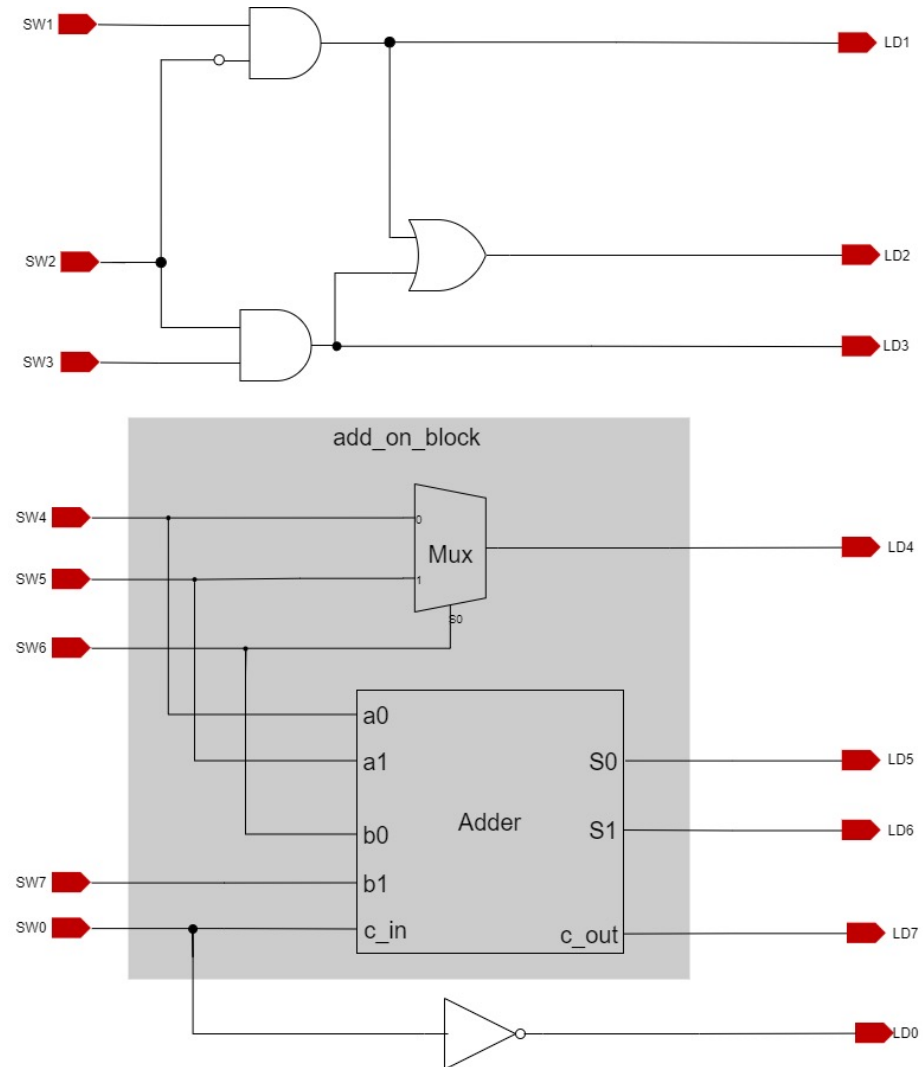 SW1
LD1
SW2
LD2
SW3
LD3
add_on_block
SW4
0
Mux
LD4
SW5
1
S0
SW6
a0
a1
S0
LD5
Adder
b0
S1
LD6
SW7
b1
SW0
c_in
c_out
LD7
LD0